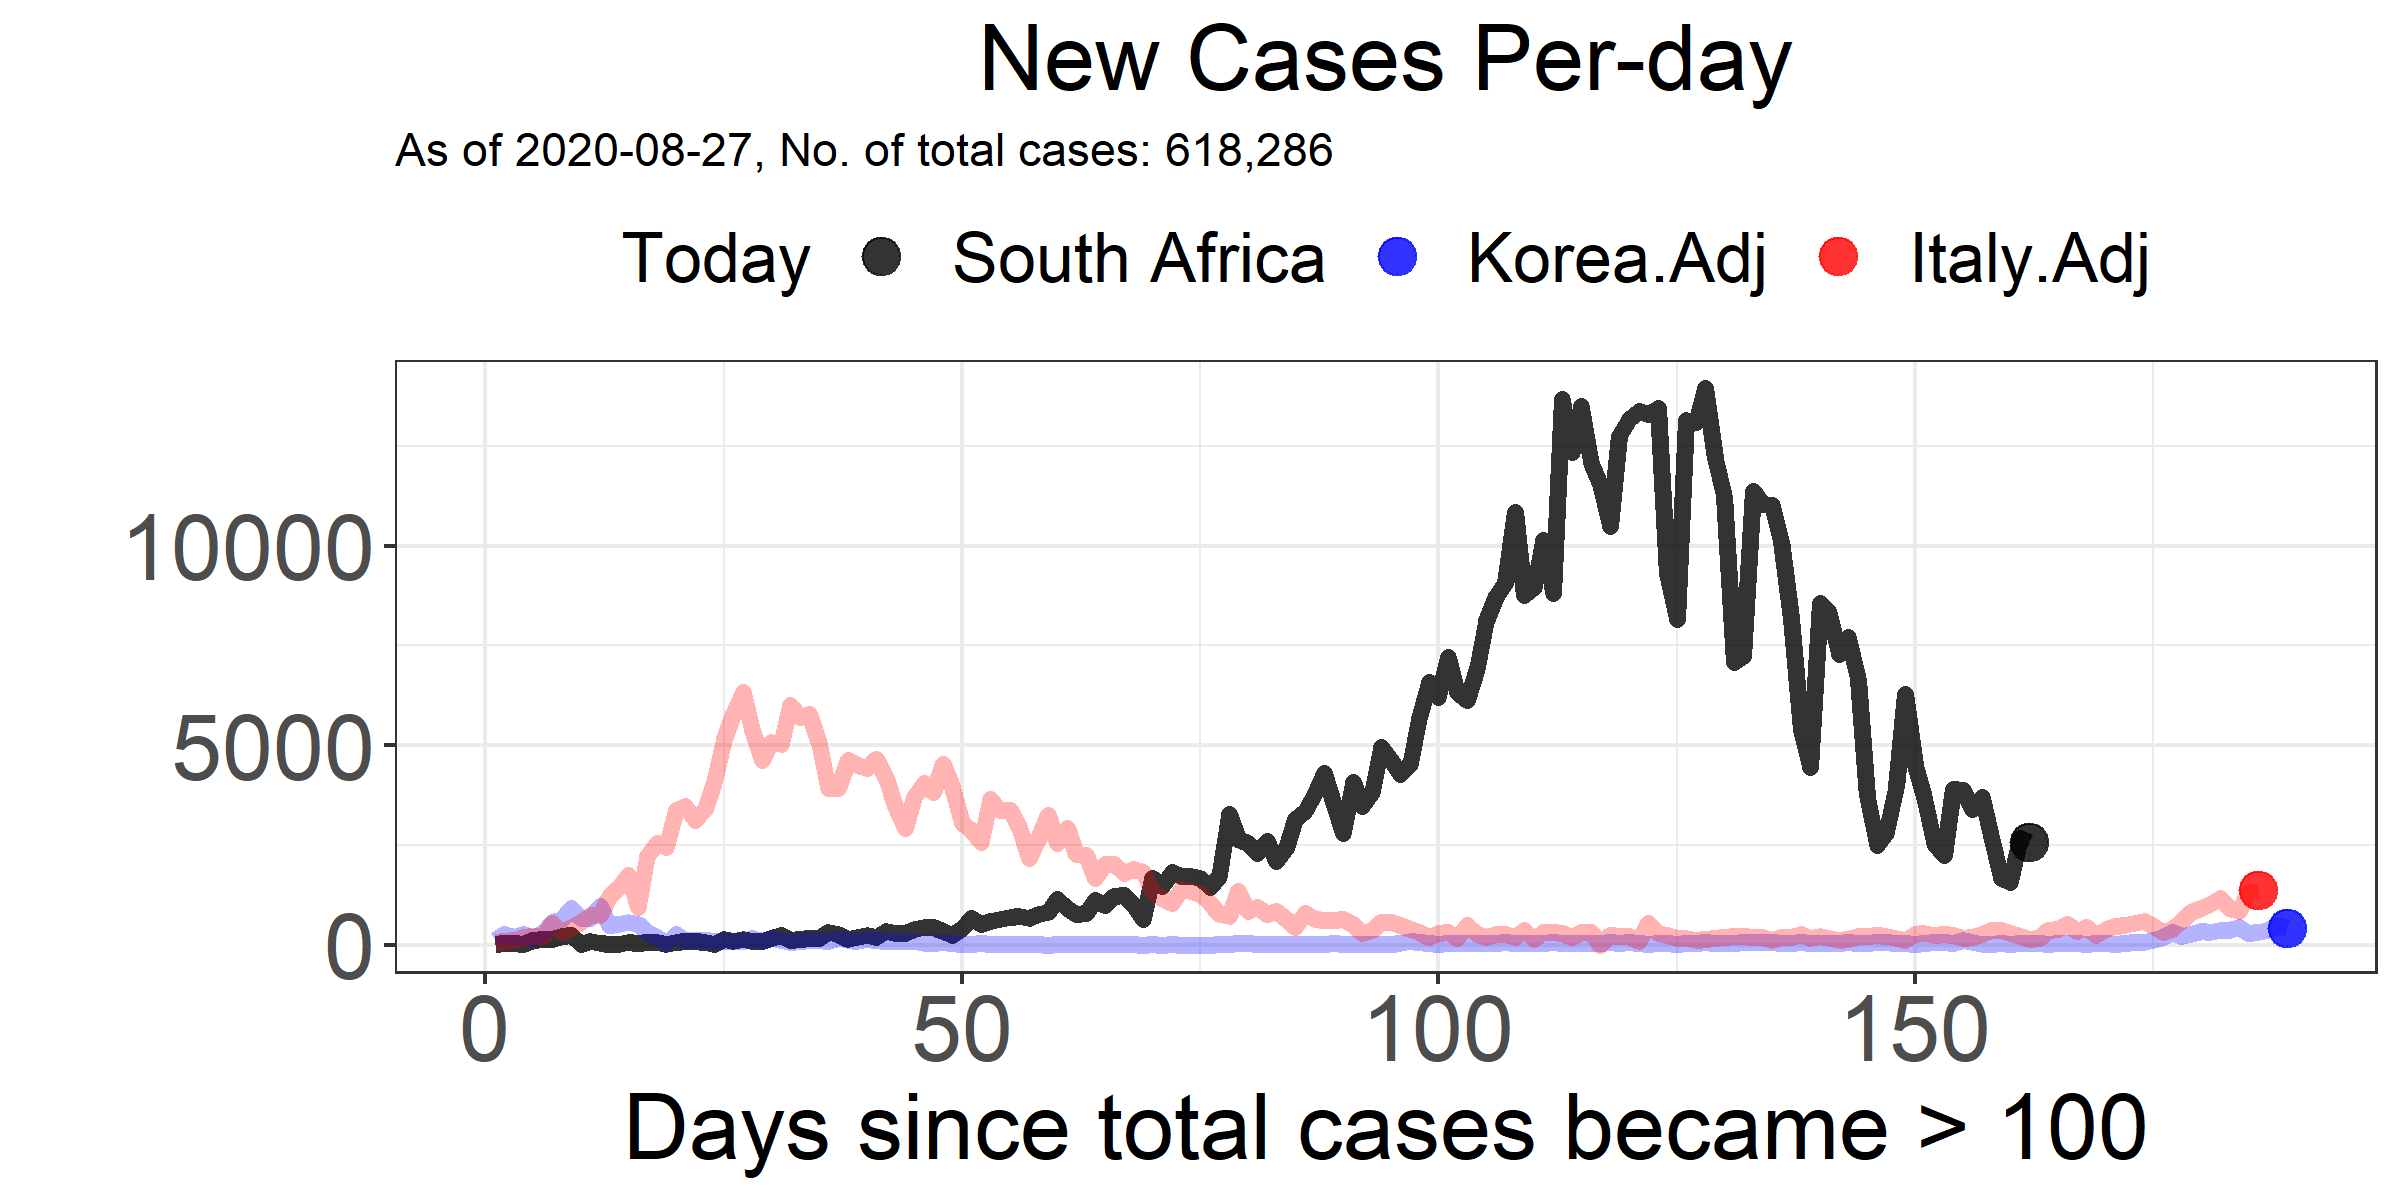 New Cases Per-day
As of 2020-08-27, No. of total cases: 618,286
Today South Africa Korea.Adj Italy.Adj
10000
5000
0
0 50 100 150
Days since total cases became > 100